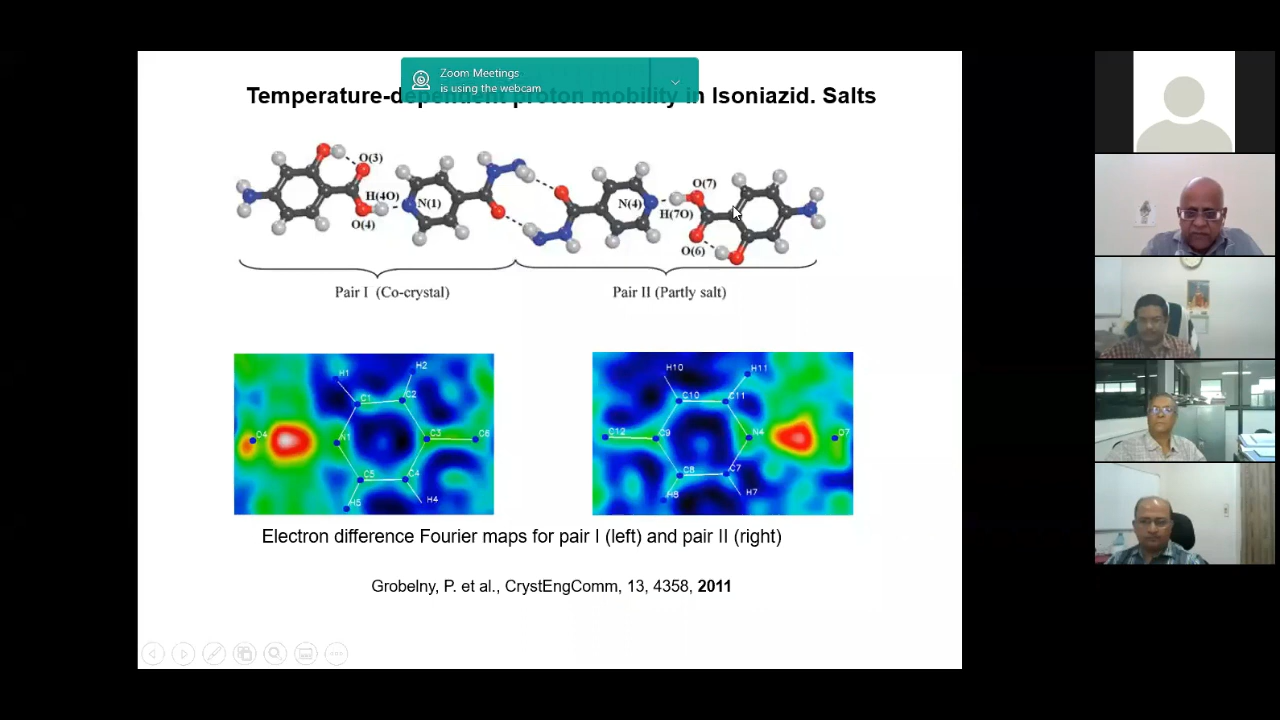 Zoom Meetings
is using the webcam
Temperature-dependent proton mobility in Isoniazid. Salts
O(3)
H(4O)
N(1)
O(4)
O(7)
N(4)
H(7O)
O(6)
Pair I (Co-crystal)
Pair II (Partly salt)
H1
H2
C1
C2
O4
N1
C3
C6
C5
C4
H5
H4
H10
H11
C10
C11
C12
C9
N4
O7
C8
C7
H8
H7
Electron difference Fourier maps for pair I (left) and pair II (right)
Grobelny, P. et al., CrystEngComm, 13, 4358, 2011